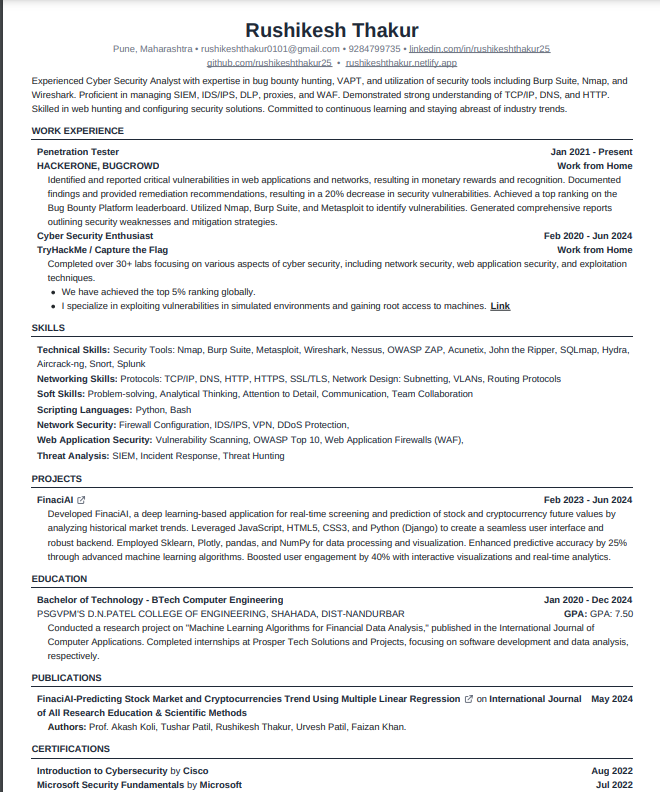 Rushikesh Thakur
Pune, Maharashtra • rushikeshthakur0101@gmail.com • 9284799735 • linkedin.com/in/rushikeshthakur25
github.com/rushikeshthakur25 • rushikeshthakur.netlify.app
Experienced Cyber Security Analyst with expertise in bug bounty hunting, VAPT, and utilization of security tools including Burp Suite, Nmap, and
Wireshark. Proficient in managing SIEM, IDS/IPS, DLP, proxies, and WAF. Demonstrated strong understanding of TCP/IP, DNS, and HTTP.
Skilled in web hunting and configuring security solutions. Committed to continuous learning and staying abreast of industry trends.
WORK EXPERIENCE
Penetration Tester Jan 2021 - Present
HACKERONE, BUGCROWD Work from Home
Identified and reported critical vulnerabilities in web applications and networks, resulting in monetary rewards and recognition. Documented
findings and provided remediation recommendations, resulting in a 20% decrease in security vulnerabilities. Achieved a top ranking on the
Bug Bounty Platform leaderboard. Utilized Nmap, Burp Suite, and Metasploit to identify vulnerabilities. Generated comprehensive reports
outlining security weaknesses and mitigation strategies.
Cyber Security Enthusiast Feb 2020 - Jun 2024
TryHackMe / Capture the Flag Work from Home
Completed over 30+ labs focusing on various aspects of cyber security, including network security, web application security, and exploitation
techniques.
• We have achieved the top 5% ranking globally.
• I specialize in exploiting vulnerabilities in simulated environments and gaining root access to machines. Link
SKILLS
Technical Skills: Security Tools: Nmap, Burp Suite, Metasploit, Wireshark, Nessus, OWASP ZAP, Acunetix, John the Ripper, SQLmap, Hydra,
Aircrack-ng, Snort, Splunk
Networking Skills: Protocols: TCP/IP, DNS, HTTP, HTTPS, SSL/TLS, Network Design: Subnetting, VLANs, Routing Protocols
Soft Skills: Problem-solving, Analytical Thinking, Attention to Detail, Communication, Team Collaboration
Scripting Languages: Python, Bash
Network Security: Firewall Configuration, IDS/IPS, VPN, DDoS Protection,
Web Application Security: Vulnerability Scanning, OWASP Top 10, Web Application Firewalls (WAF),
Threat Analysis: SIEM, Incident Response, Threat Hunting
PROJECTS
FinaciAI Feb 2023 - Jun 2024
Developed FinaciAI, a deep learning-based application for real-time screening and prediction of stock and cryptocurrency future values by
analyzing historical market trends. Leveraged JavaScript, HTML5, CSS3, and Python (Django) to create a seamless user interface and
robust backend. Employed Sklearn, Plotly, pandas, and NumPy for data processing and visualization. Enhanced predictive accuracy by 25%
through advanced machine learning algorithms. Boosted user engagement by 40% with interactive visualizations and real-time analytics.
EDUCATION
Bachelor of Technology - BTech Computer Engineering Jan 2020 - Dec 2024
PSGVPM'S D.N.PATEL COLLEGE OF ENGINEERING, SHAHADA, DIST-NANDURBAR GPA: GPA: 7.50
Conducted a research project on "Machine Learning Algorithms for Financial Data Analysis," published in the International Journal of
Computer Applications. Completed internships at Prosper Tech Solutions and Projects, focusing on software development and data analysis,
respectively.
PUBLICATIONS
FinaciAI-Predicting Stock Market and Cryptocurrencies Trend Using Multiple Linear Regression on International Journal May 2024
of All Research Education & Scientific Methods
Authors: Prof. Akash Koli, Tushar Patil, Rushikesh Thakur, Urvesh Patil, Faizan Khan.
CERTIFICATIONS
Introduction to Cybersecurity by Cisco Aug 2022
Microsoft Security Fundamentals by Microsoft Jul 2022